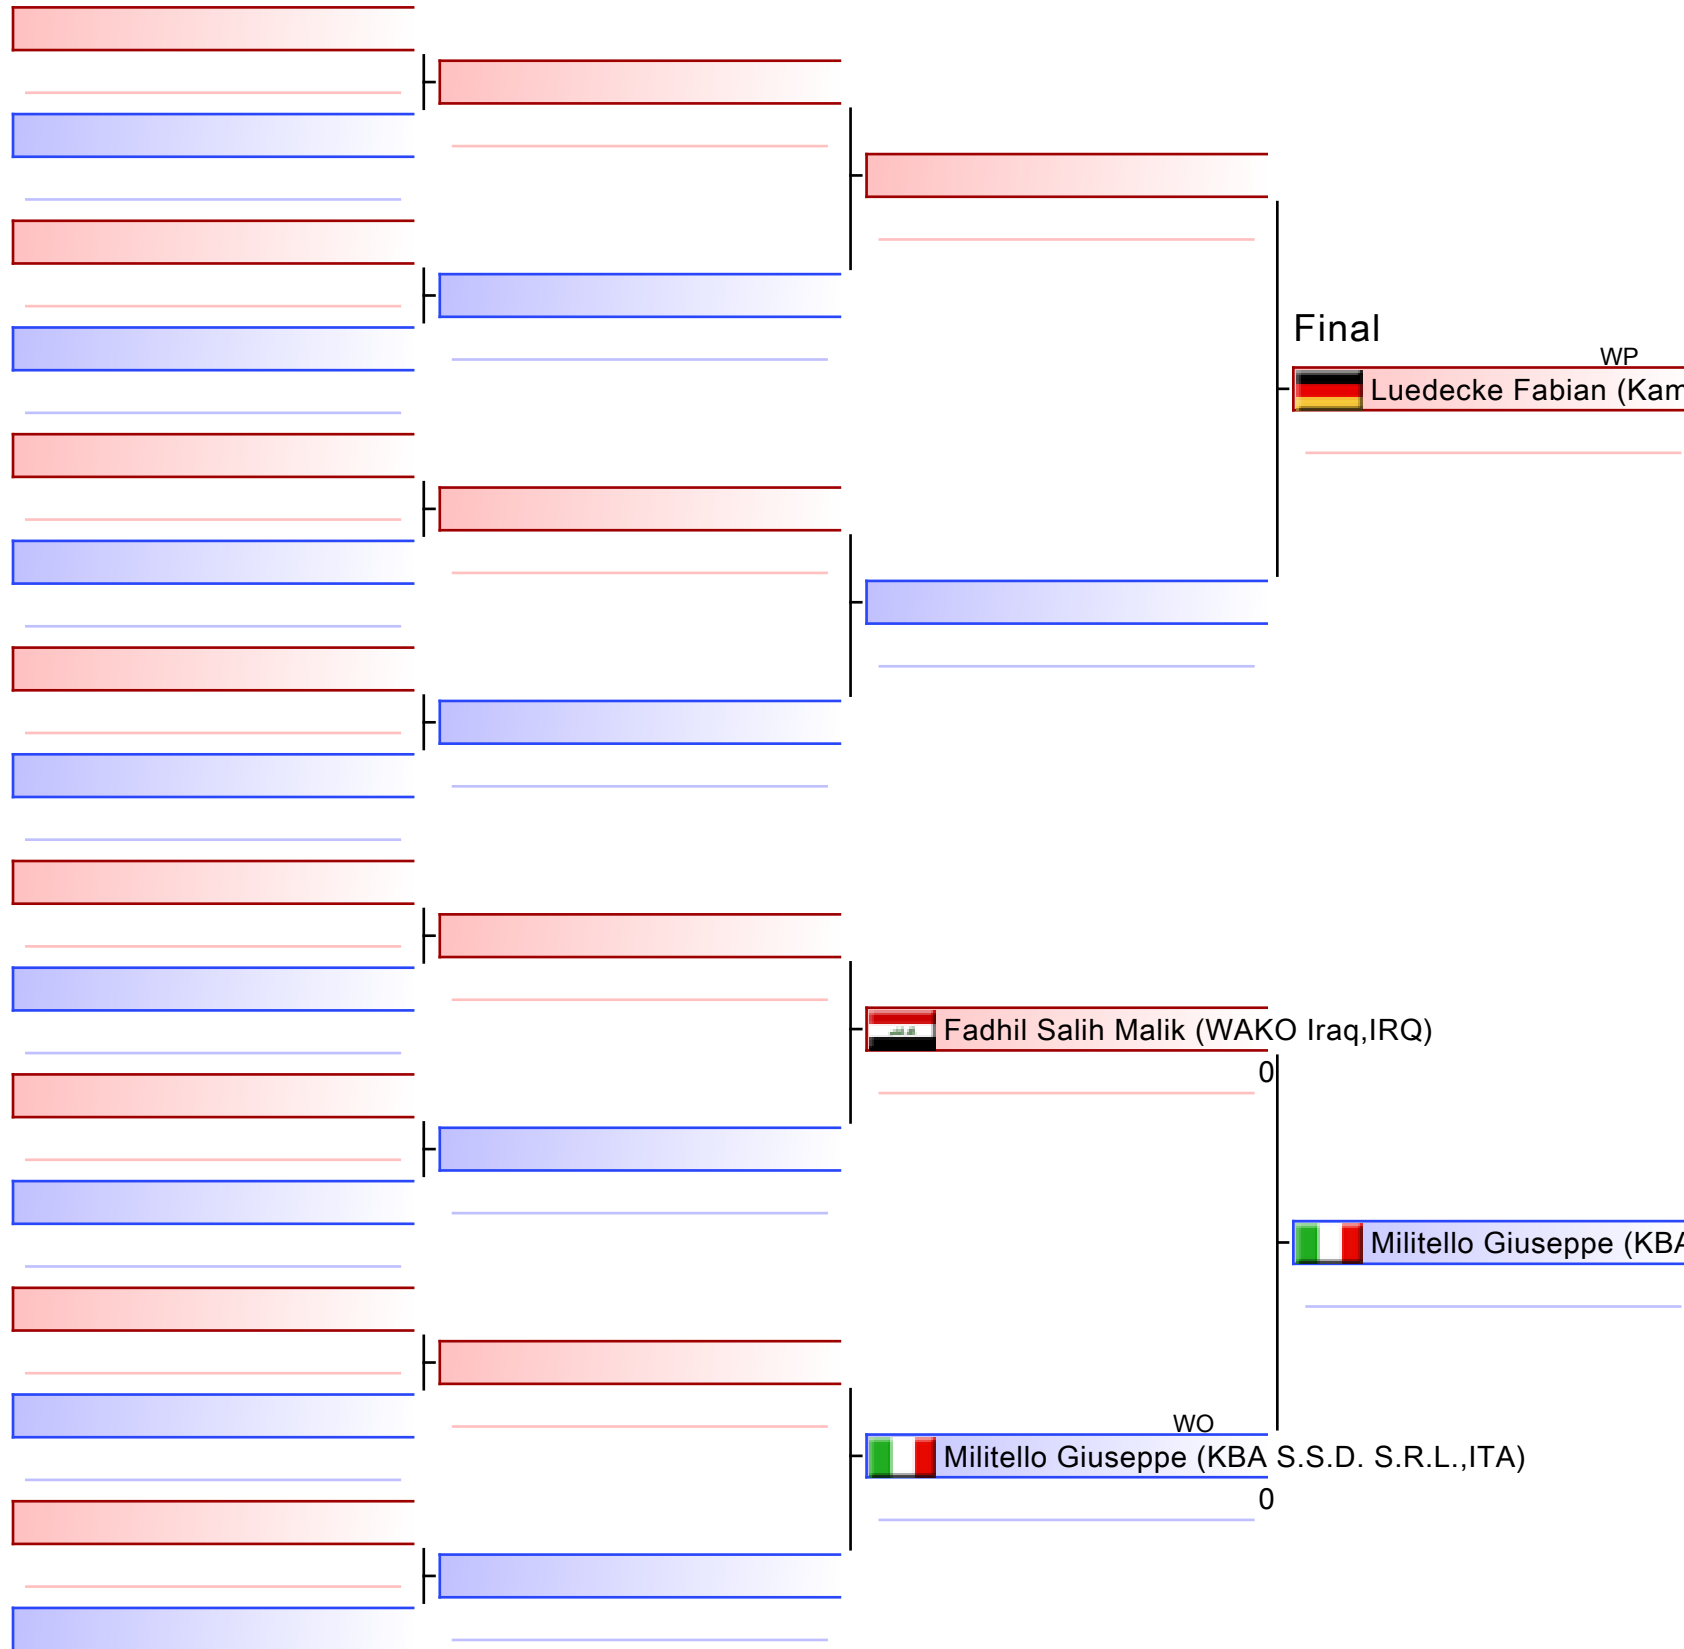 Final
WP
Luedecke Fabian (Kam
Fadhil Salih Malik (WAKO Iraq,IRQ)
0
Militello Giuseppe (KBA
WO
Militello Giuseppe (KBA S.S.D. S.R.L.,ITA)
0